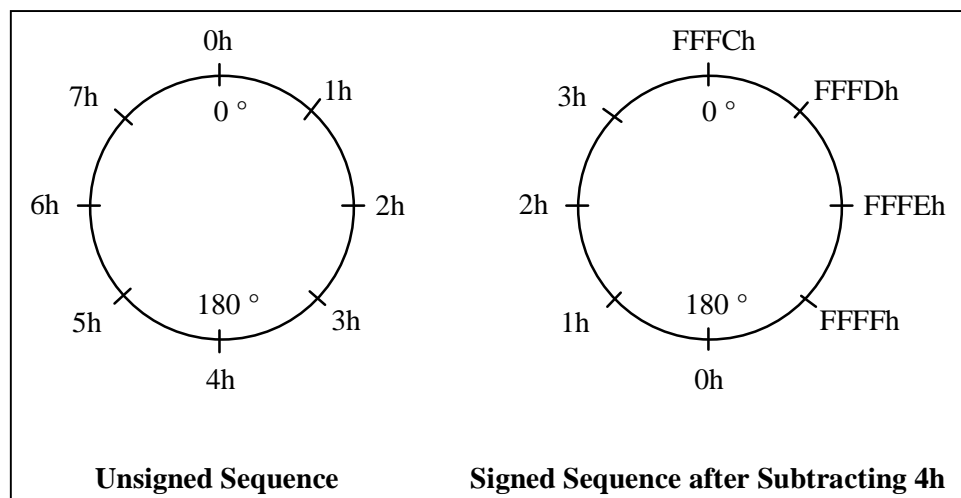 0h
7h
0 °
1h
6h
2h
5h
180 °
3h
4h
Unsigned Sequence
FFFCh
3h
0 °
FFFDh
2h
FFFEh
1h
180 °
FFFFh
0h
Signed Sequence after Subtracting 4h